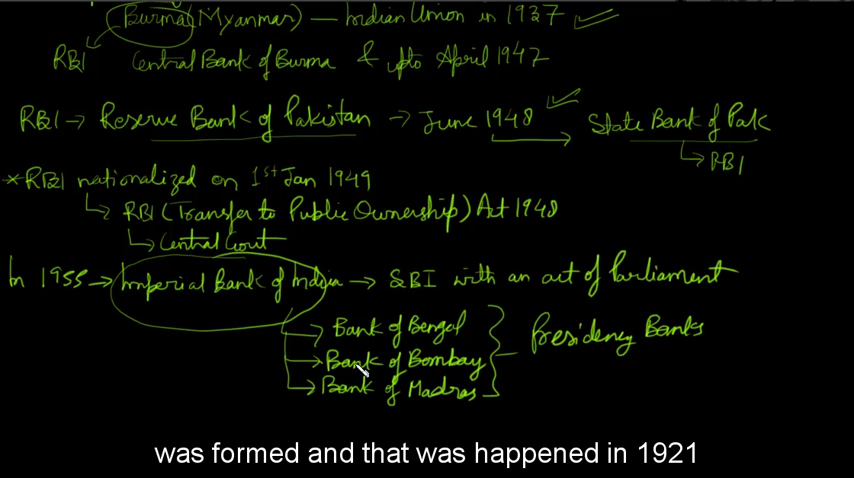 Burma (Myanmar) — Indian Union in 1937 ✓
RBI Central Bank of Burma & upto April 1947
RBI → Reserve Bank of Pakistan → June 1948 ✓ → State Bank of Pak
↳ RBI
*RBI nationalized on 1st Jan 1949
↳ RBI (Transfer to Public Ownership) Act 1948
↳ Central Govt
In 1955 → Imperial Bank of India → SBI with an act of Parliament
→ Bank of Bengal
→ Bank of Bombay } Presidency Banks
→ Bank of Madras
was formed and that was happened in 1921